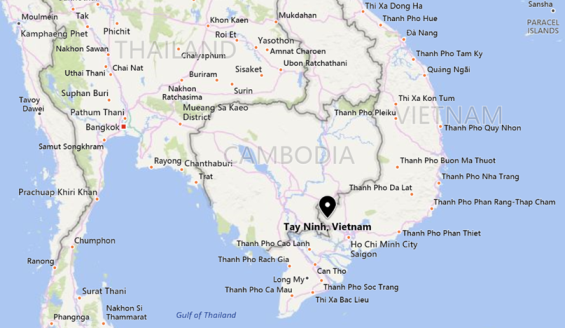 Moulmein
Tak
Phichit
Khon Kaen
Mukdahan
Thi Xa Dong Ha
Sansha
Thanh Pho Hue
PARACEL
ISLANDS
Kamphaeng Phet
Roi Et
Yasothon
Đà Nẵng
Nakhon Sawan
THAILAND
Amnat Charoen
Thanh Pho Tam Ky
Chaiyaphum
Ubon Ratchathani
Uthai Thani
Chai Nat
Buriram
Sisaket
Quảng Ngãi
Suphan Buri
Nakhon
Ratchasima
Surin
Tavoy
Dawei
Thi Xa Kon Tum
Pathum Thani
Mueang Sa Kaeo
District
Thanh Pho Pleiku
VIETNAM
Bangkok
Thanh Pho Quy Nhon
Samut Songkhram
CAMBODIA
Rayong
Chanthaburi
Thanh Pho Buon Ma Thuot
Trat
Thanh Pho Nha Trang
Prachuap Khiri Khan
Thanh Pho Da Lat
Thanh Pho Phan Rang-Thap Cham
Tay Ninh, Vietnam
Thanh Pho Phan Thiet
Chumphon
Thanh Pho Cao Lanh
Ho Chi Minh City
Saigon
Ranong
Thanh Pho Rach Gia
Can Tho
Long My
Thanh Pho Soc Trang
Surat Thani
Thanh Pho Ca Mau
Thi Xa Bac Lieu
Nakhon Si
Thammarat
Phangnga
Gulf of Thailand